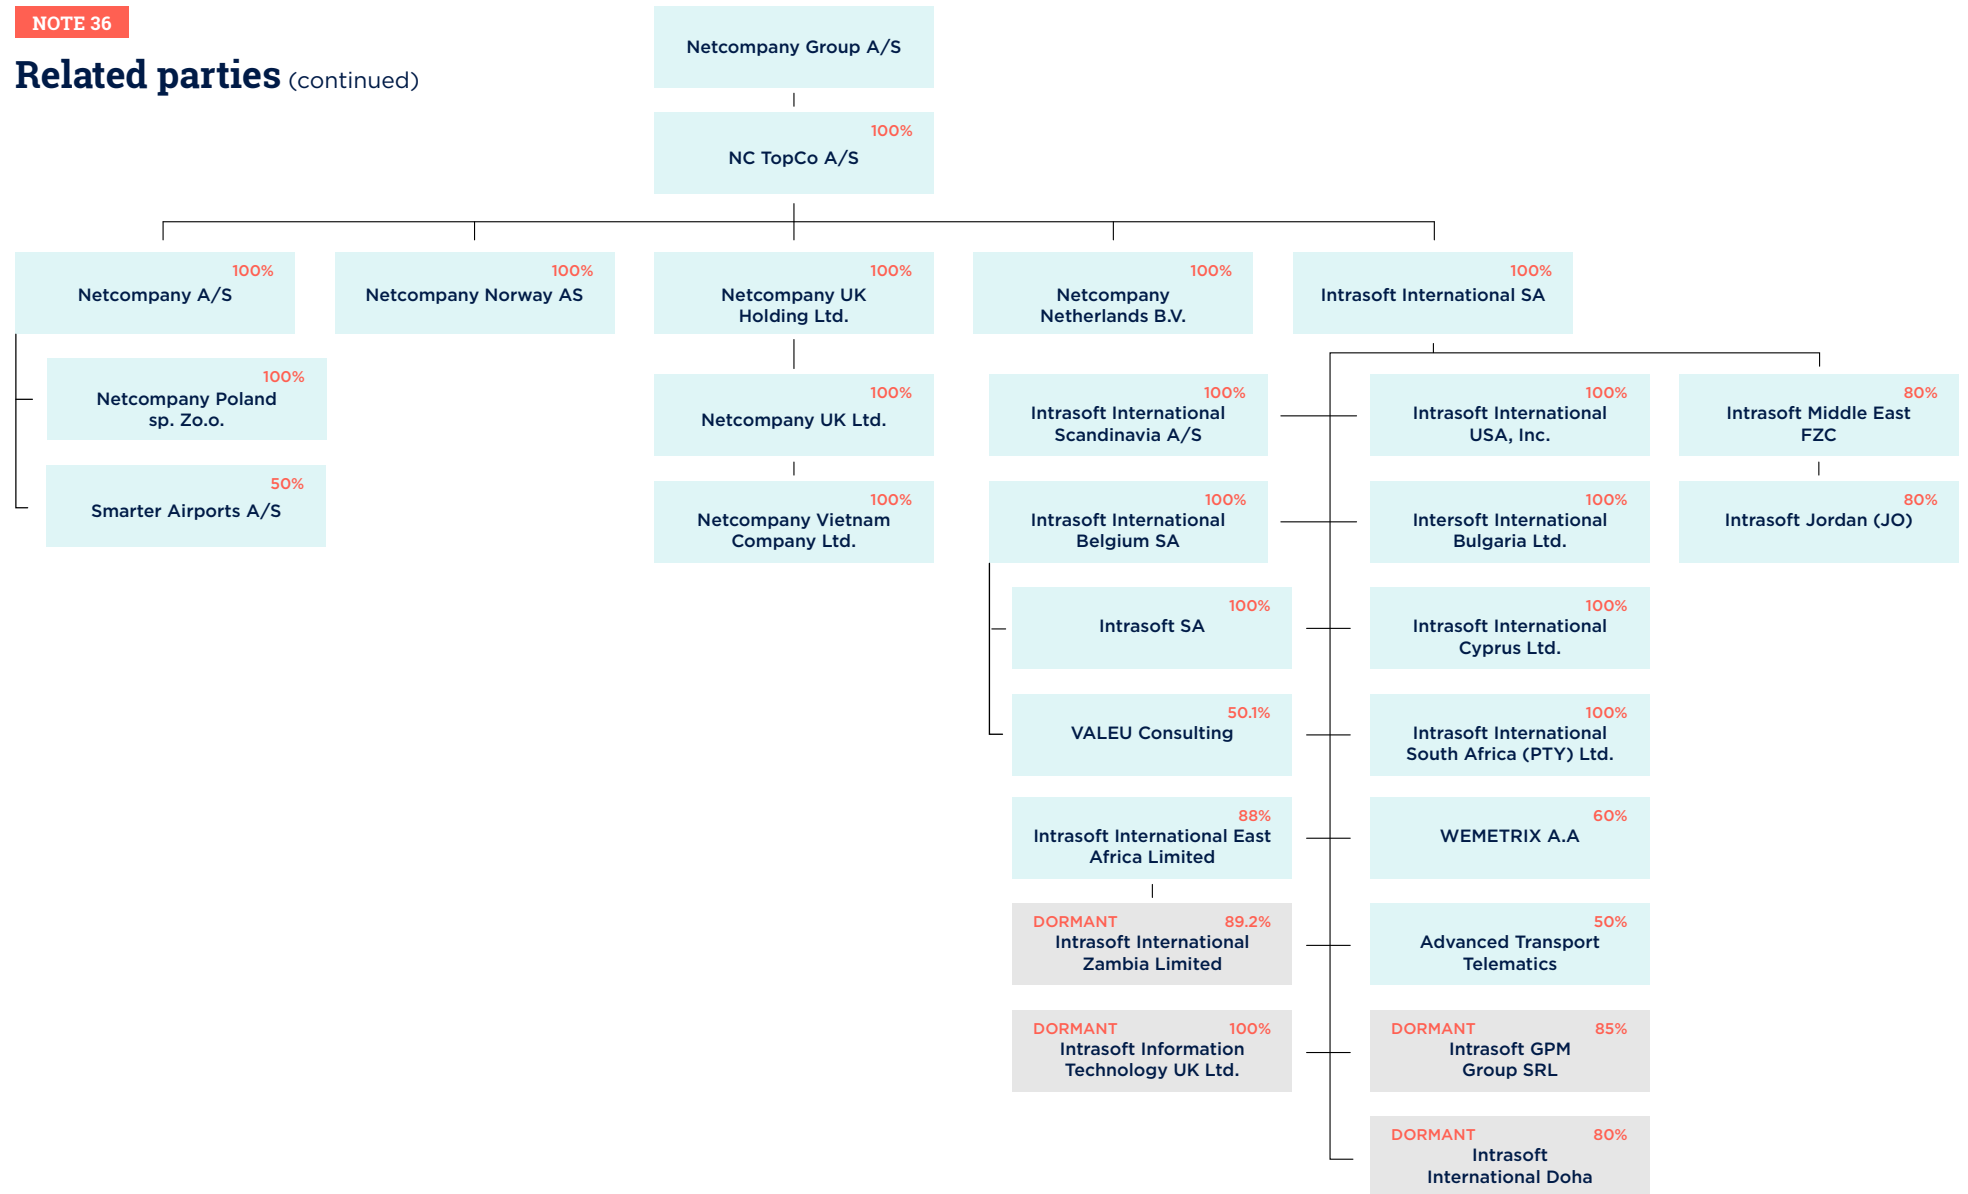 NOTE 36
Related parties (continued)
Netcompany Group A/S
100%
NC TopCo A/S
100%
Netcompany A/S
100%
Netcompany Norway AS
100%
Netcompany UK
Holding Ltd.
100%
Netcompany
Netherlands B.V.
100%
Intrasoft International SA
100%
Netcompany Poland
sp. Zo.o.
50%
Smarter Airports A/S
100%
Netcompany UK Ltd.
100%
Netcompany Vietnam
Company Ltd.
100%
Intrasoft International
Scandinavia A/S
100%
Intrasoft International
USA, Inc.
80%
Intrasoft Middle East
FZC
100%
Intrasoft International
Belgium SA
100%
Intersoft International
Bulgaria Ltd.
80%
Intrasoft Jordan (JO)
100%
Intrasoft SA
100%
Intrasoft International
Cyprus Ltd.
50.1%
VALEU Consulting
100%
Intrasoft International
South Africa (PTY) Ltd.
88%
Intrasoft International East
Africa Limited
60%
WEMETRIX A.A
DORMANT 89.2%
Intrasoft International
Zambia Limited
50%
Advanced Transport
Telematics
DORMANT 100%
Intrasoft Information
Technology UK Ltd.
DORMANT 85%
Intrasoft GPM
Group SRL
DORMANT 80%
Intrasoft
International Doha